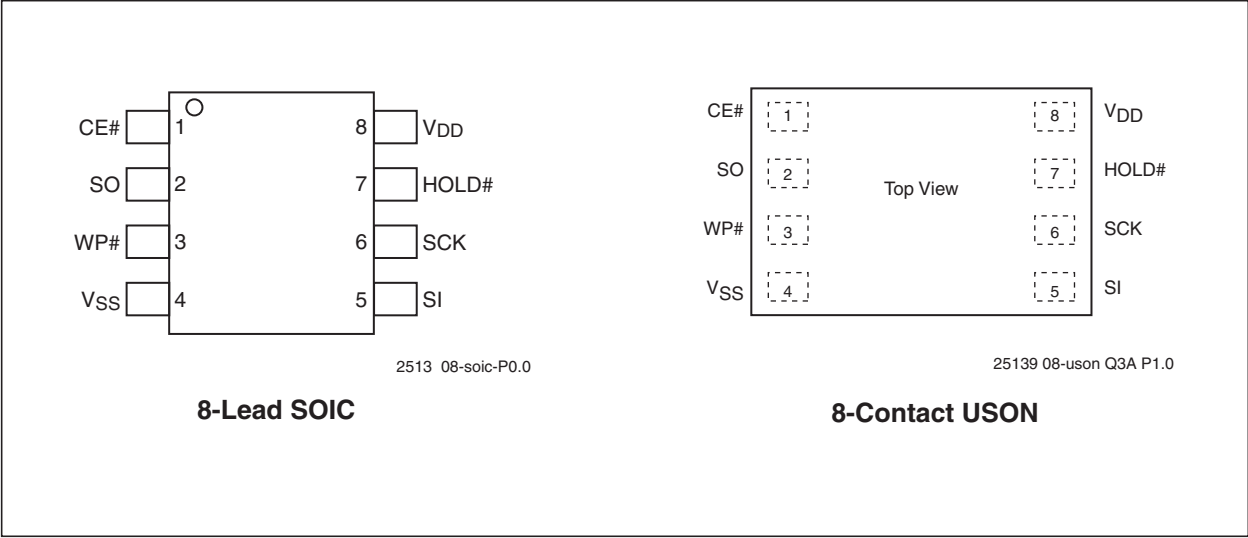 CE# 1 8 VDD
SO 2 7 HOLD#
WP# 3 6 SCK
VSS 4 5 SI
2513 08-soic-P0.0
8-Lead SOIC
CE# 1 8 VDD
SO 2 Top View 7 HOLD#
WP# 3 6 SCK
VSS 4 5 SI
25139 08-uson Q3A P1.0
8-Contact USON